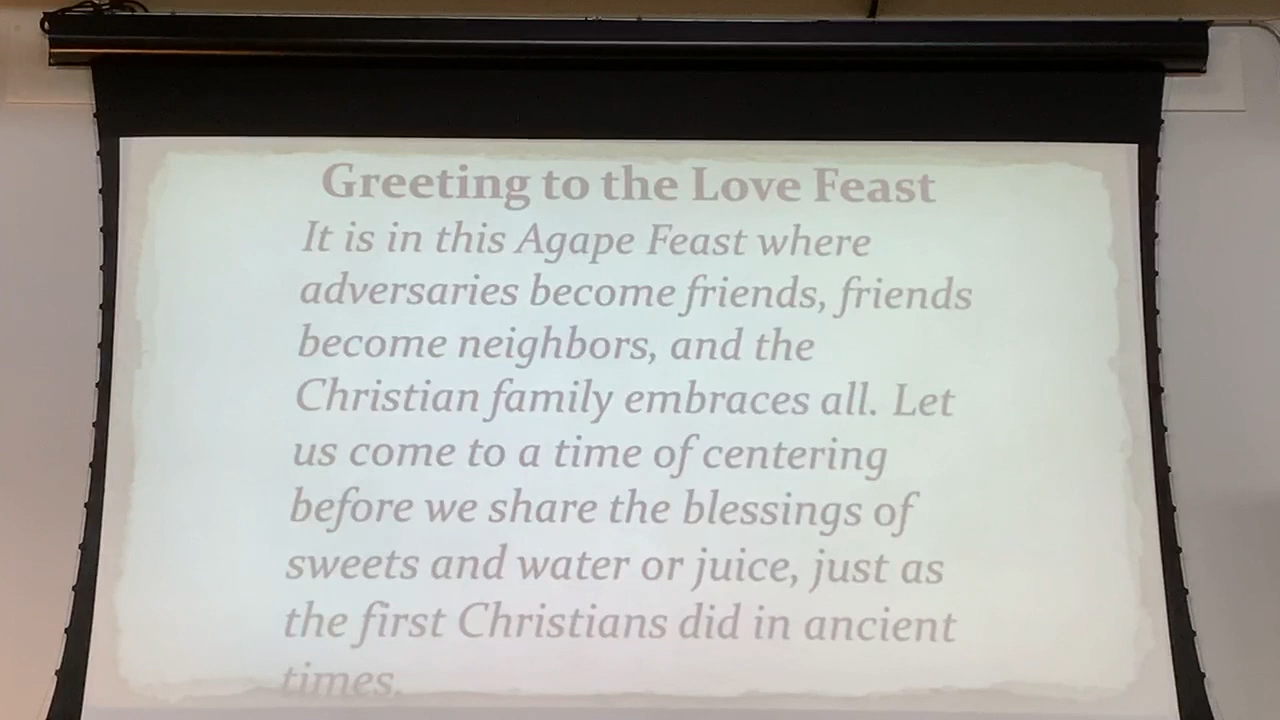 Greeting to the Love Feast
It is in this Agape Feast where
adversaries become friends, friends
become neighbors, and the
Christian family embraces all. Let
us come to a time of centering
before we share the blessings of
sweets and water or juice, just as
the first Christians did in ancient
times.